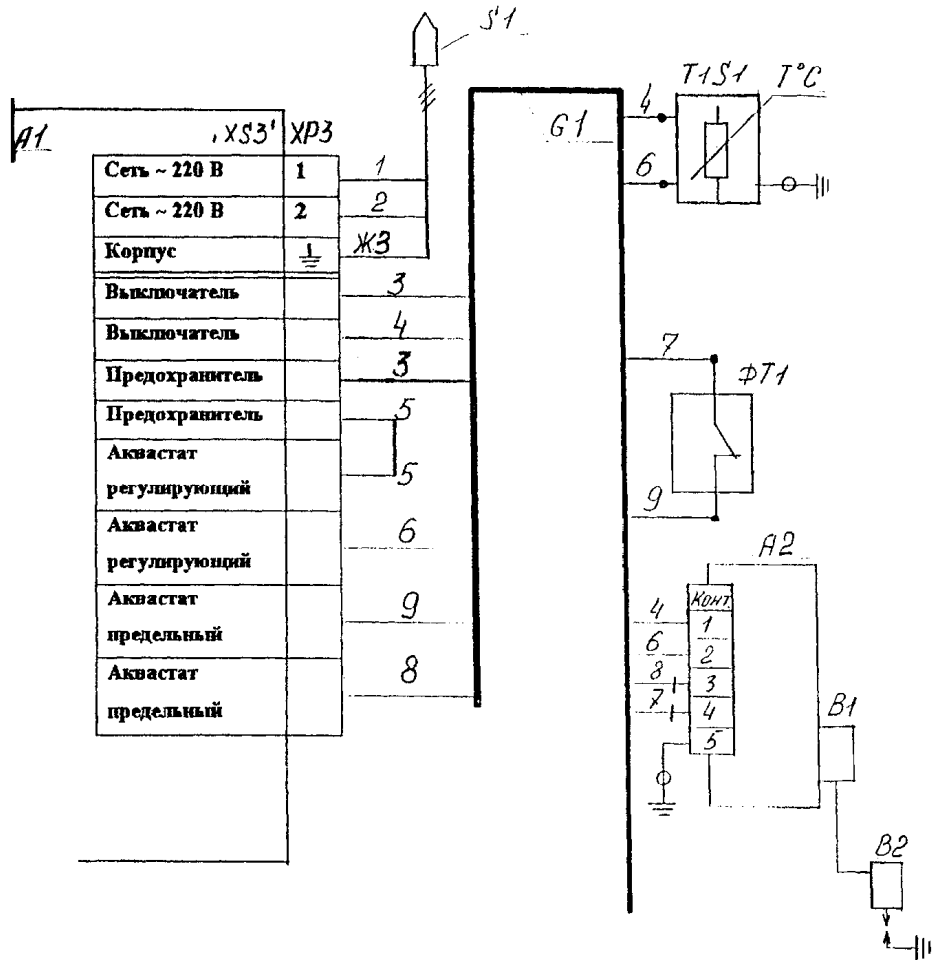 S1
A1
XS3 XP3
Сеть ~ 220 В 1
1
Сеть ~ 220 В 2
2
Корпус
ЖЗ
Выключатель
3
Выключатель
4
Предохранитель
3
Предохранитель
5
Аквастат
регулирующий
5
Аквастат
регулирующий
6
Аквастат
предельный
9
Аквастат
предельный
8
G1
T1S1
T°C
4
6
7
ФТ1
9
A2
Конт.
4
1
6
2
8
3
7
4
5
B1
B2